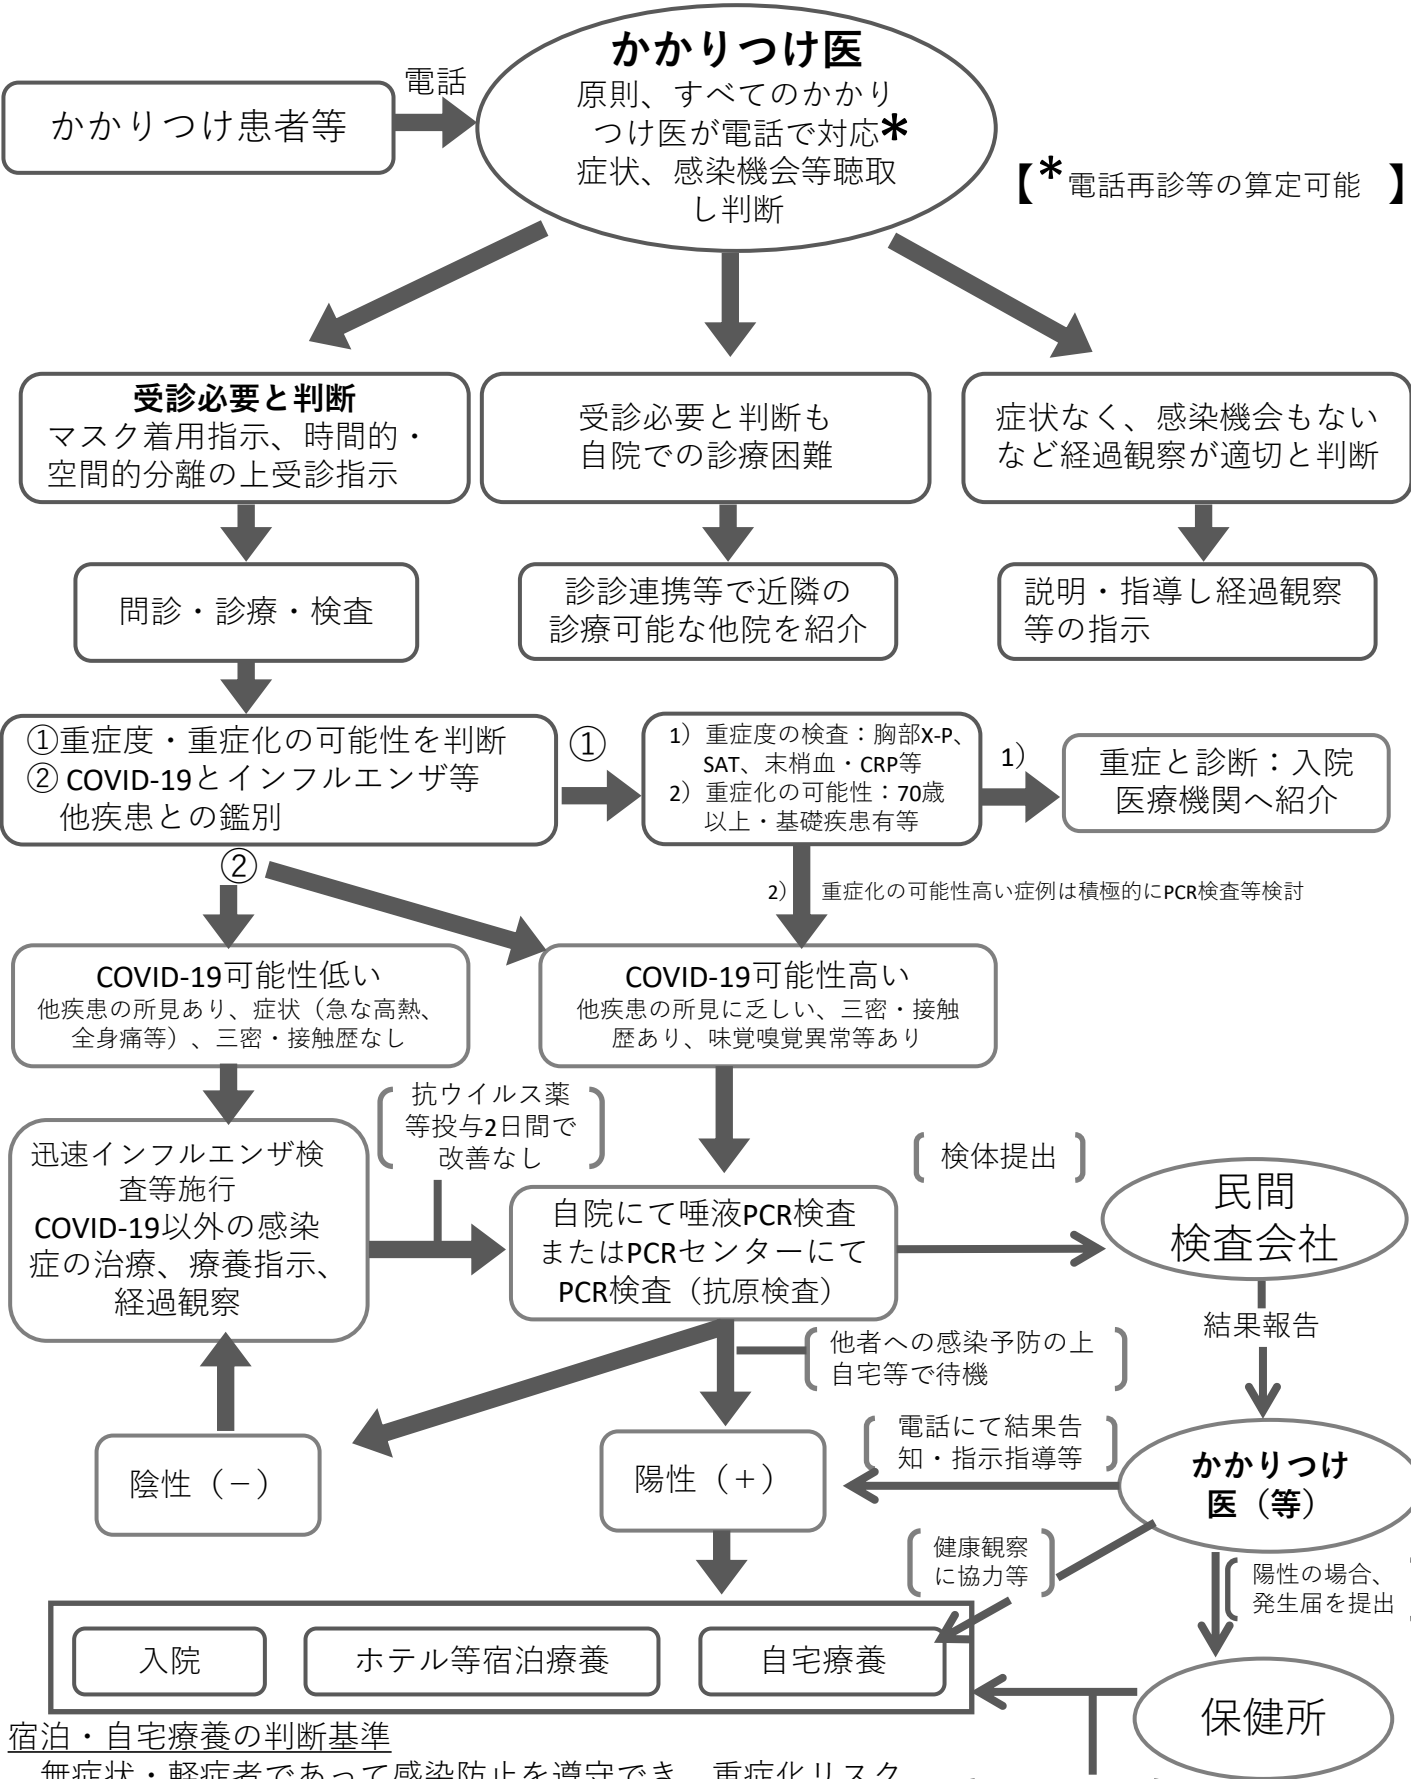 かかりつけ医
原則、すべてのかかり
つけ医が電話で対応*
症状、感染機会等聴取
し判断
電話
かかりつけ患者等
【*電話再診等の算定可能 】
受診必要と判断
マスク着用指示、時間的・
空間的分離の上受診指示
受診必要と判断も
自院での診療困難
症状なく、感染機会もない
など経過観察が適切と判断
問診・診療・検査
診診連携等で近隣の
診療可能な他院を紹介
説明・指導し経過観察
等の指示
①重症度・重症化の可能性を判断
②COVID-19とインフルエンザ等
他疾患との鑑別
①
1）重症度の検査：胸部X-P、
SAT、末梢血・CRP等
2）重症化の可能性：70歳
以上・基礎疾患有等
1）
重症と診断：入院
医療機関へ紹介
②
2） 重症化の可能性高い症例は積極的にPCR検査等検討
COVID-19可能性低い
他疾患の所見あり、症状（急な高熱、
全身痛等）、三密・接触歴なし
COVID-19可能性高い
他疾患の所見に乏しい、三密・接触
歴あり、味覚嗅覚異常等あり
抗ウイルス薬
等投与2日間で
改善なし
検体提出
迅速インフルエンザ検
査等施行
COVID-19以外の感染
症の治療、療養指示、
経過観察
自院にて唾液PCR検査
またはPCRセンターにて
PCR検査（抗原検査）
民間
検査会社
結果報告
他者への感染予防の上
自宅等で待機
電話にて結果告
知・指示指導等
かかりつけ
医（等）
陰性（－）
陽性（＋）
健康観察
に協力等
陽性の場合、
発生届を提出
入院
ホテル等宿泊療養
自宅療養
保健所
宿泊・自宅療養の判断基準
無症状・軽症者であって感染防止を遵守でき、重症化リスク